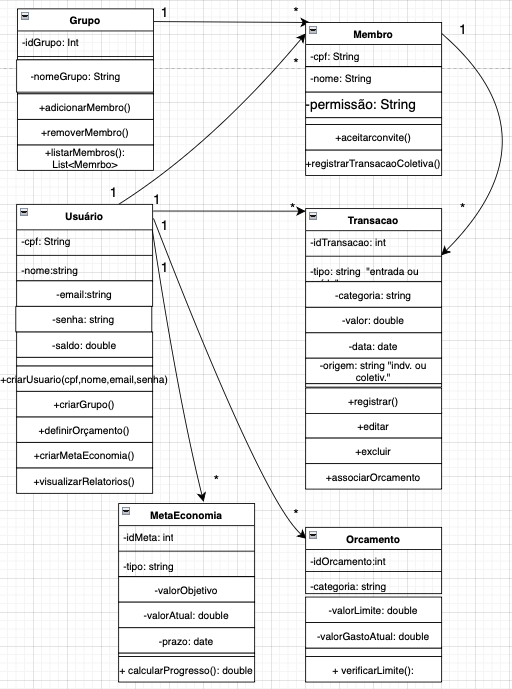 Grupo
-idGrupo: Int
-nomeGrupo: String
+adicionarMembro()
+removerMembro()
+listarMembros():
List<Memrbo>
1
*
Membro
-cpf: String
-nome: String
-permissão: String
+aceitarconvite()
+registrarTransacaoColetiva()
1
*
1
*
Usuário
-cpf: String
-nome:string
-email:string
-senha: string
-saldo: double
+criarUsuario(cpf,nome,email,senha)
+criarGrupo()
+definirOrçamento()
+criarMetaEconomia()
+visualizarRelatorios()
1
*
1
*
1
*
Transacao
-idTransacao: int
-tipo: string "entrada ou
-categoria: string
-valor: double
-data: date
-origem: string "indv. ou
coletiv."
+registrar()
+editar
+excluir
+associarOrcamento
MetaEconomia
-idMeta: int
-tipo: string
-valorObjetivo
-valorAtual: double
-prazo: date
+ calcularProgresso(): double
Orcamento
-idOrcamento:int
-categoria: string
-valorLimite: double
-valorGastoAtual: double
+ verificarLimite():